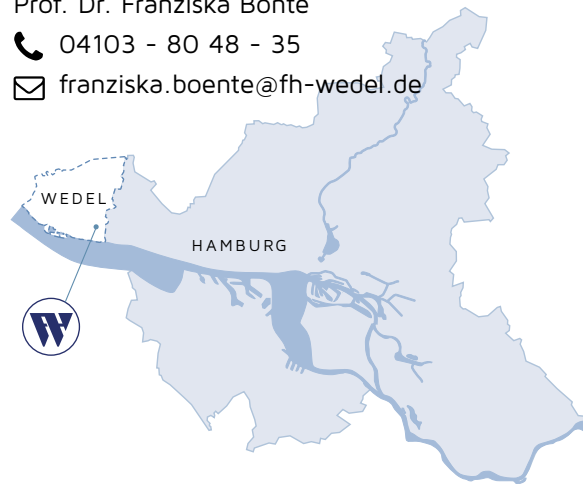 Prof. Dr. Franziska Bönte
04103 - 80 48 - 35
franziska.boente@fh-wedel.de
WEDEL
HAMBURG